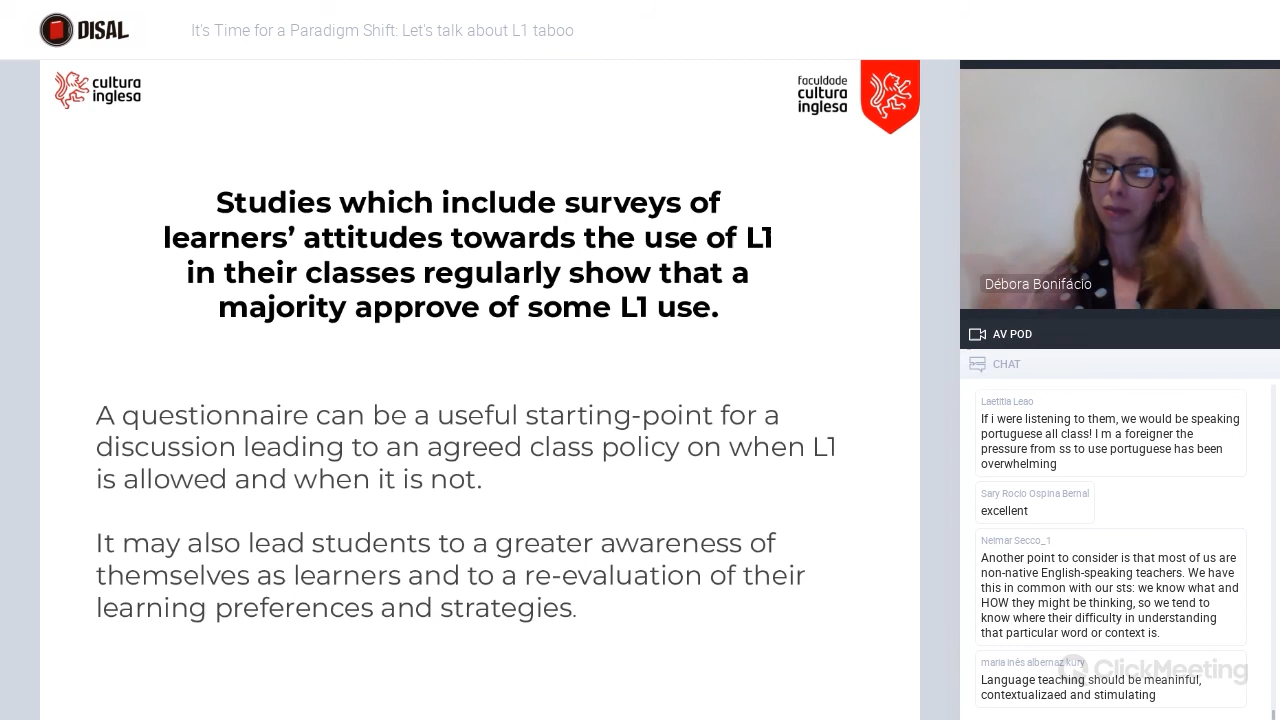 DISAL
It's Time for a Paradigm Shift: Let's talk about L1 taboo
cultura
inglesa
faculdade
cultura
inglesa
Studies which include surveys of
learners’ attitudes towards the use of L1
in their classes regularly show that a
majority approve of some L1 use.
A questionnaire can be a useful starting-point for a
discussion leading to an agreed class policy on when L1
is allowed and when it is not.
It may also lead students to a greater awareness of
themselves as learners and to a re-evaluation of their
learning preferences and strategies.
Débora Bonifácio
AV POD
CHAT
Laetitia Leao
If i were listening to them, we would be speaking
portuguese all class! I m a foreigner the
pressure from ss to use portuguese has been
overwhelming
Sary Rocio Ospina Bernal
excellent
Neimar Secco_1
Another point to consider is that most of us are
non-native English-speaking teachers. We have
this in common with our sts: we know what and
HOW they might be thinking, so we tend to
know where their difficulty in understanding
that particular word or context is.
maria inês albernaz kury
Language teaching should be meaninful,
contextualizaed and stimulating
ClickMeeting